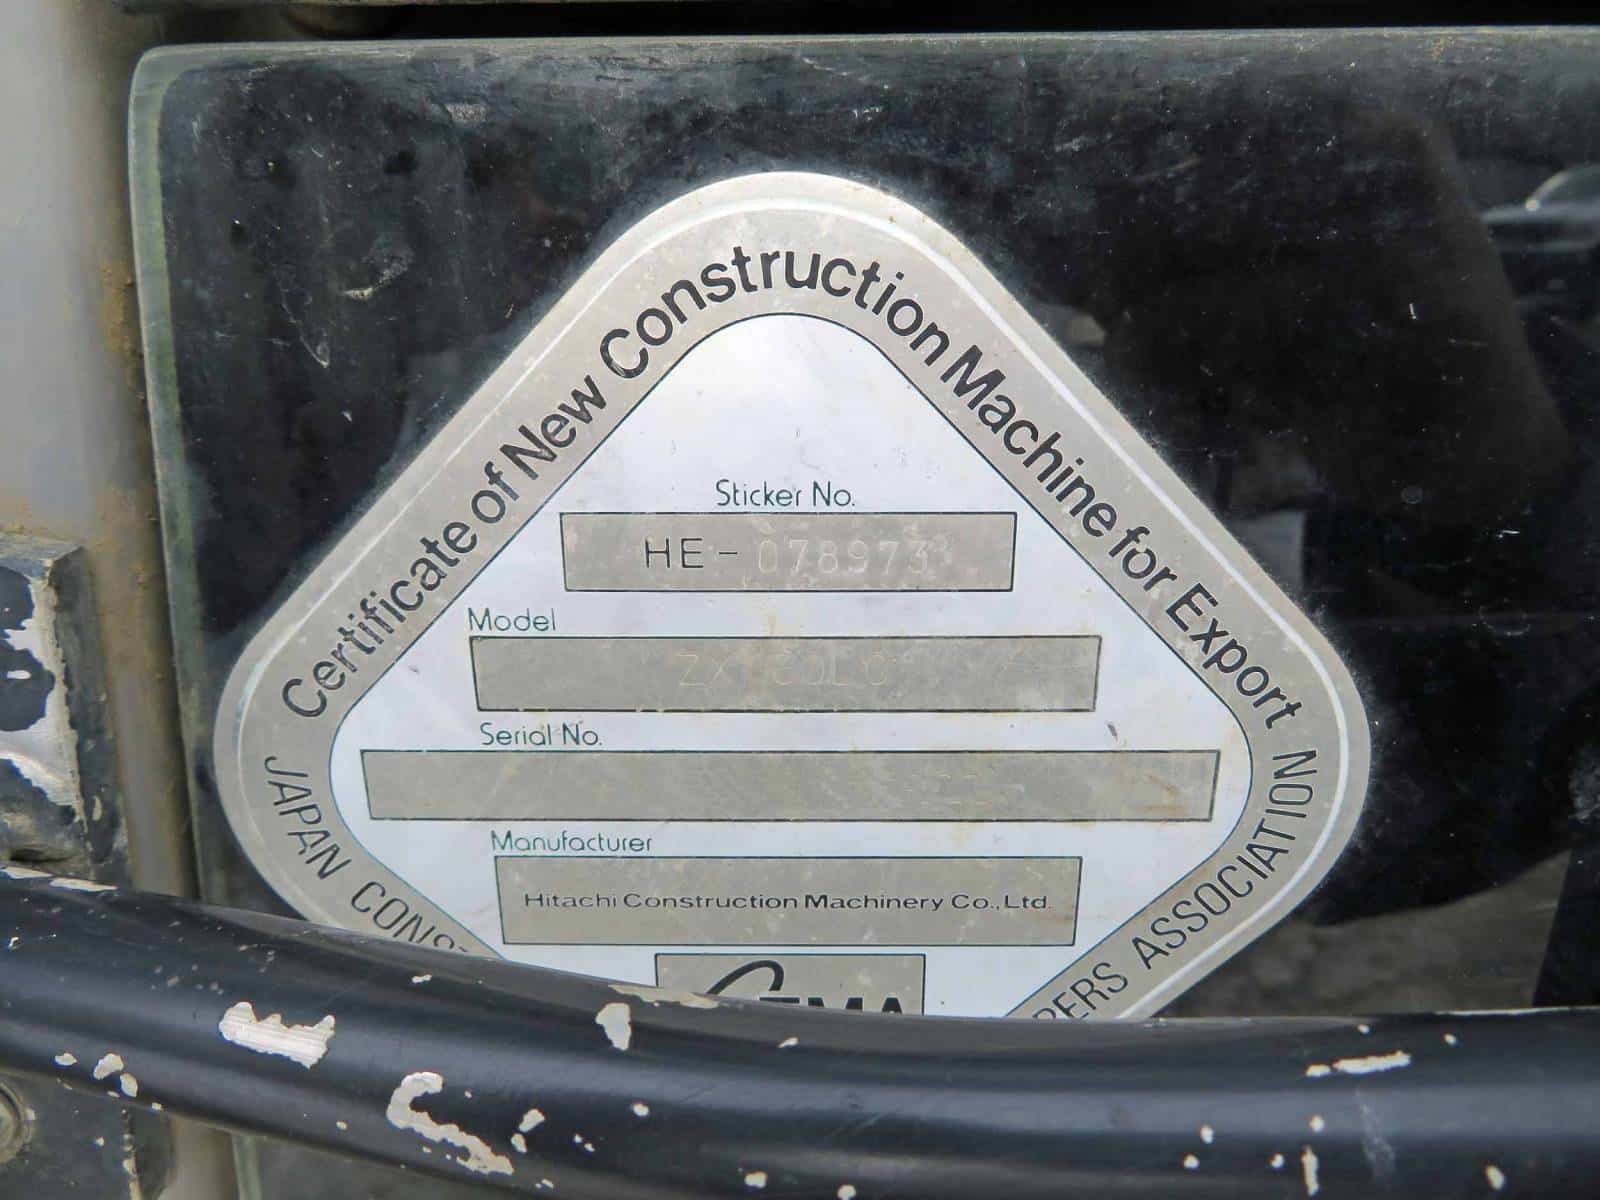 Certificate of New Construction Machine for Export
Sticker No.
HE-078973
Model
Serial No.
Manufacturer
Hitachi Construction Machinery Co.,Ltd.
JAPAN ASSOCIATION